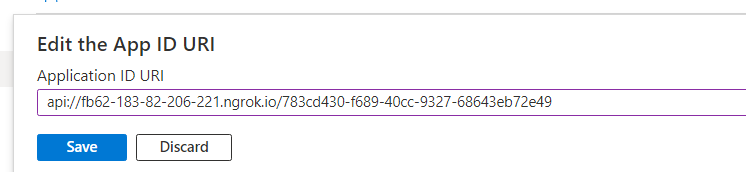 Edit the App ID URI
Application ID URI
api://fb62-183-82-206-221.ngrok.io/783cd430-f689-40cc-9327-68643eb72e49
Save Discard